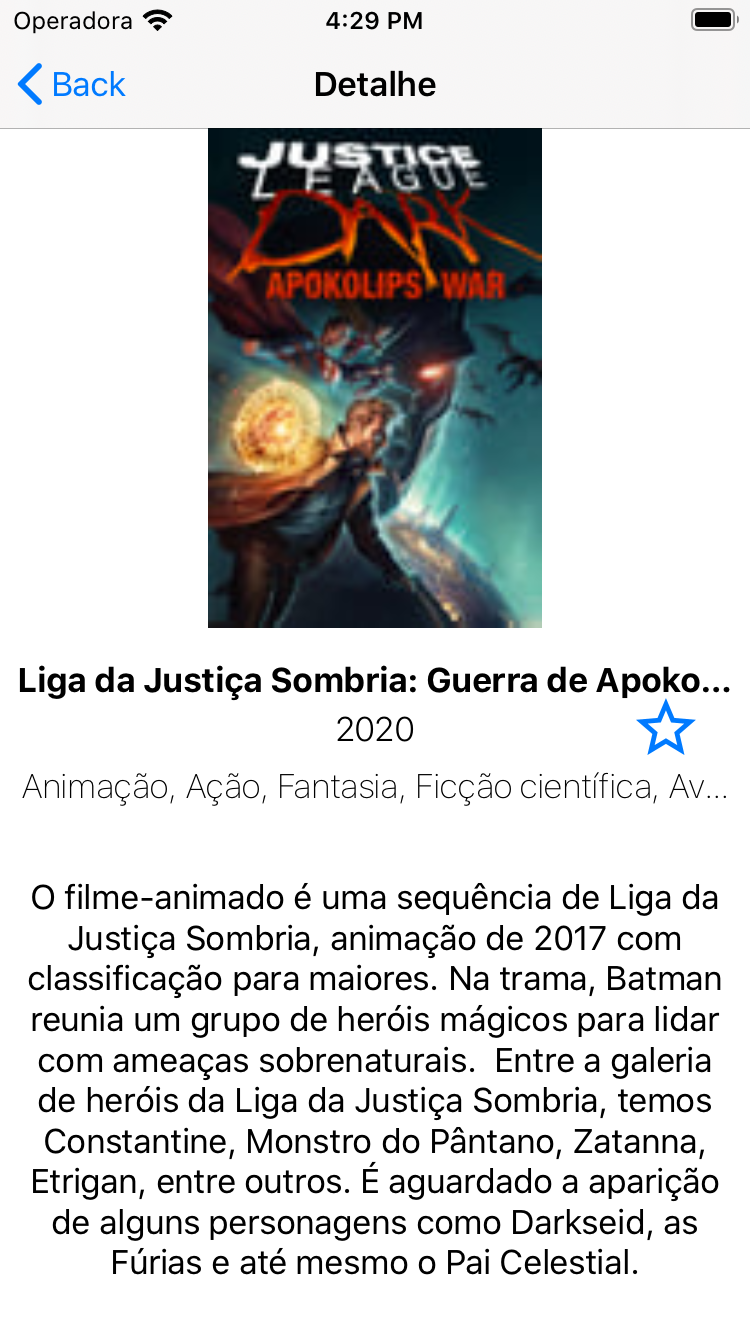 Operadora 4:29 PM
Back Detalhe
JUSTICE
LEAGUE
DARK
APOKOLIPS WAR
Liga da Justiça Sombria: Guerra de Apoko...
2020
Animação, Ação, Fantasia, Ficção científica, Av...
O filme-animado é uma sequência de Liga da
Justiça Sombria, animação de 2017 com
classificação para maiores. Na trama, Batman
reunia um grupo de heróis mágicos para lidar
com ameaças sobrenaturais.  Entre a galeria
de heróis da Liga da Justiça Sombria, temos
Constantine, Monstro do Pântano, Zatanna,
Etrigan, entre outros. É aguardado a aparição
de alguns personagens como Darkseid, as
Fúrias e até mesmo o Pai Celestial.